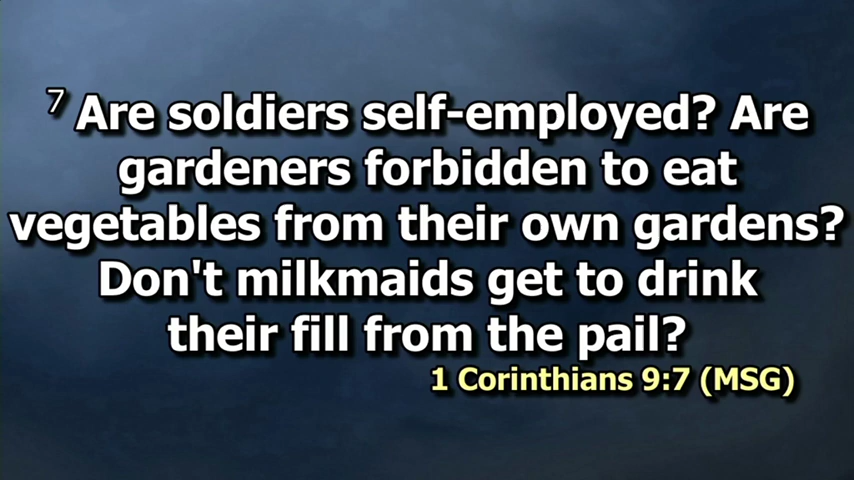 7 Are soldiers self-employed? Are
gardeners forbidden to eat
vegetables from their own gardens?
Don't milkmaids get to drink
their fill from the pail?
1 Corinthians 9:7 (MSG)